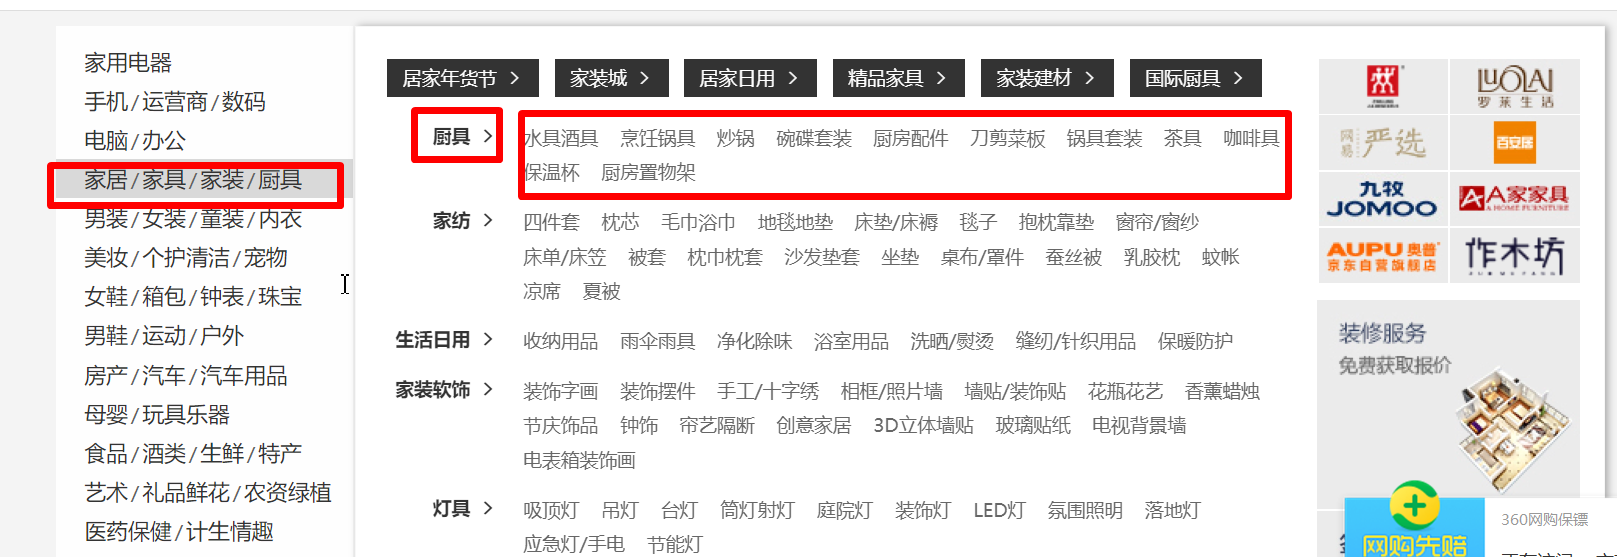 家用电器
手机/运营商/数码
电脑/办公
家居/家具/家装/厨具
男装/女装/童装/内衣
美妆/个护清洁/宠物
女鞋/箱包/钟表/珠宝
男鞋/运动/户外
房产/汽车/汽车用品
母婴/玩具乐器
食品/酒类/生鲜/特产
艺术/礼品鲜花/农资绿植
医药保健/计生情趣
居家年货节 > 家装城 > 居家日用 > 精品家具 > 家装建材 > 国际厨具 >
厨具 > 水具酒具 烹饪锅具 炒锅 碗碟套装 厨房配件 刀剪菜板 锅具套装 茶具 咖啡具
保温杯 厨房置物架
家纺 > 四件套 枕芯 毛巾浴巾 地毯地垫 床垫/床褥 毯子 抱枕靠垫 窗帘/窗纱
床单/床笠 被套 枕巾枕套 沙发垫套 坐垫 桌布/罩件 蚕丝被 乳胶枕 蚊帐
凉席 夏被
生活日用 > 收纳用品 雨伞雨具 净化除味 浴室用品 洗晒/熨烫 缝纫/针织用品 保暖防护
家装软饰 > 装饰字画 装饰摆件 手工/十字绣 相框/照片墙 墙贴/装饰贴 花瓶花艺 香薰蜡烛
节庆饰品 钟饰 帘艺隔断 创意家居 3D立体墙贴 玻璃贴纸 电视背景墙
电表箱装饰画
灯具 > 吸顶灯 吊灯 台灯 筒灯射灯 庭院灯 装饰灯 LED灯 氛围照明 落地灯
应急灯/手电 节能灯
LUOLAI
罗莱生活
网易严选
百安居
九牧
JOMOO
A家家具
A HOME FURNITURE
AUPU奥普
京东自营旗舰店
作木坊
装修服务
免费获取报价
360网购保镖
网购先赔